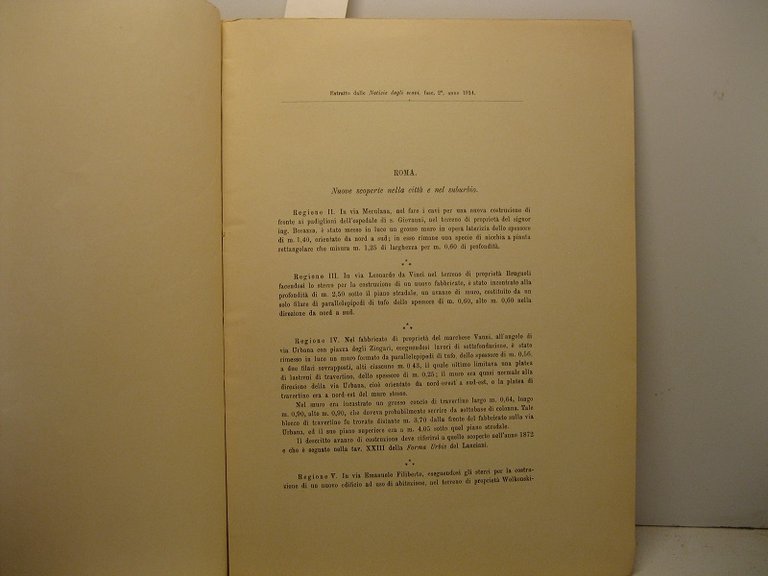 Estratto dalle Notizie degli scavi, fasc. 2°, anno 1914.
ROMA.
Nuove scoperte nella città e nel suburbio.
Regione II. In via Merulana, nel fare i cavi per una nuova costruzione di
fronte ai padiglioni dell'ospedale di s. Giovanni, nel terreno di proprietà del signor
ing. è stato messo in luce un grosso muro in opera laterizia dello spessore
di m. 1,40, orientato da nord a sud; in esso rimane una specie di nicchia a pianta
rettangolare che misura m. 1,25 di larghezza per m. 0,60 di profondità.
Regione III. In via Leonardo da Vinci nel terreno di proprietà
facendosi lo sterro per la costruzione di un nuovo fabbricato, è stato incontrato alla
profondità di m. 2,50 sotto il piano stradale, un avanzo di muro, costituito da un
solo filare di parallelepipedi di tufo dello spessore di m. 0,60, alto m. 0,60 nella
direzione da nord a sud.
Regione IV. Nel fabbricato di proprietà del marchese Vanni, all'angolo di
via Urbana con piazza degli Zingari, eseguendosi lavori di sottofondazione, è stato
rimesso in luce un muro formato da parallelepipedi di tufo, dello spessore di m. 0,56,
a due filari sovrapposti, alti ciascuno m. 0,43, il quale ultimo limitava una platea
di lastroni di travertino, dello spessore di m. 0,25; il muro era quasi normale alla
direzione della via Urbana, cioè orientato da nord-ovest a sud-est, e la platea di
travertino era a nord-est del muro stesso.
Nel muro era incastrato un grosso coccio di travertino largo m. 0,64, lungo
m. 0,90, alto m. 0,90, che doveva probabilmente servire da sottobase di colonna. Tale
blocco di travertino fu trovato distante m. 3,70 dalla fronte del fabbricato sulla via
Urbana, ed il suo piano superiore era a m. 4,05 sotto quel piano stradale.
Il descritto avanzo di costruzione deve riferirsi a quello scoperto nell'anno 1872
e che è segnato nella tav. XXIII della Forma Urbis del Lanciani.
Regione V. In via Emanuele Filiberto, eseguendosi gli sterri per la costru-
zione di un nuovo edificio ad uso di abitazione, nel terreno di proprietà Wolkonski-